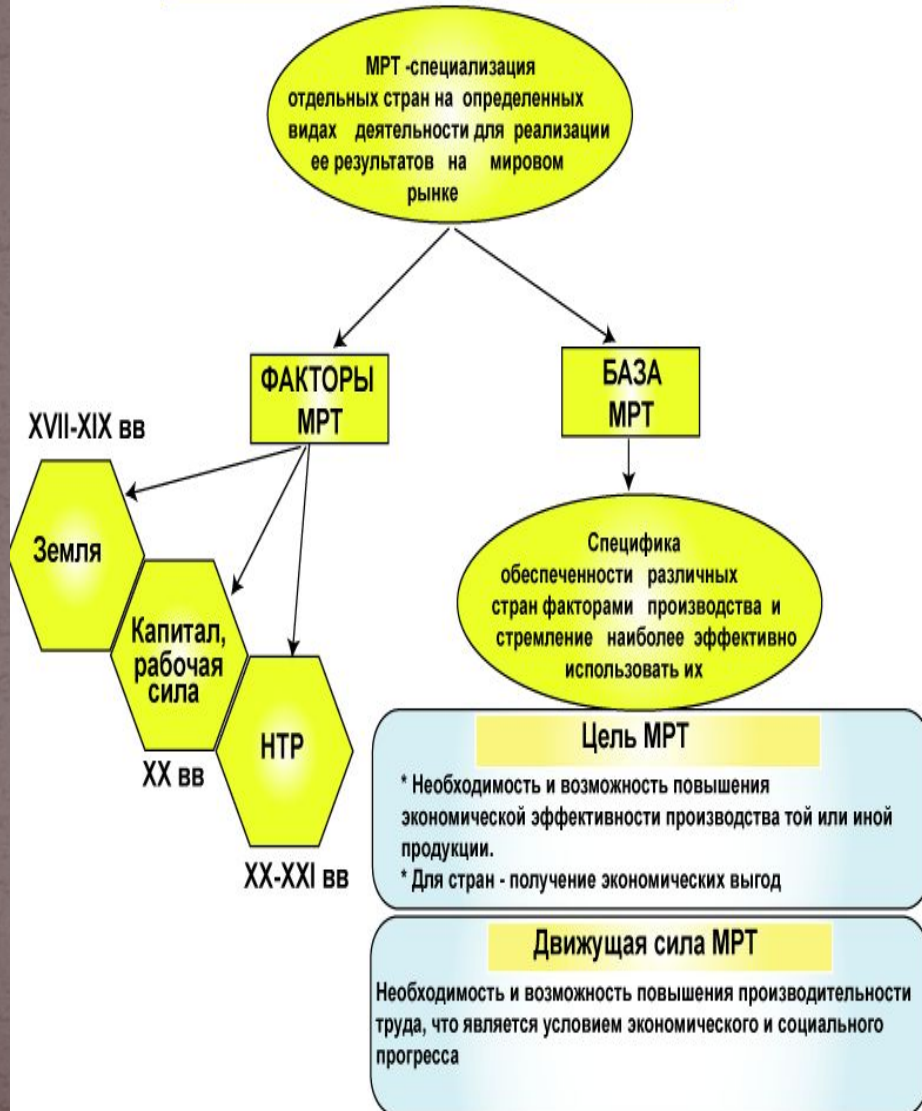 МРТ -специализация
отдельных стран на определенных
видах деятельности для реализации
ее результатов на мировом
рынке
ФАКТОРЫ
МРТ
БАЗА
МРТ
XVII-XIX вв
Земля
Капитал,
рабочая
сила
XX вв
НТР
XX-XXI вв
Специфика
обеспеченности различных
стран факторами производства и
стремление наиболее эффективно
использовать их
Цель МРТ
* Необходимость и возможность повышения
экономической эффективности производства той или иной
продукции.
* Для стран - получение экономических выгод
Движущая сила МРТ
Необходимость и возможность повышения производительности
труда, что является условием экономического и социального
прогресса